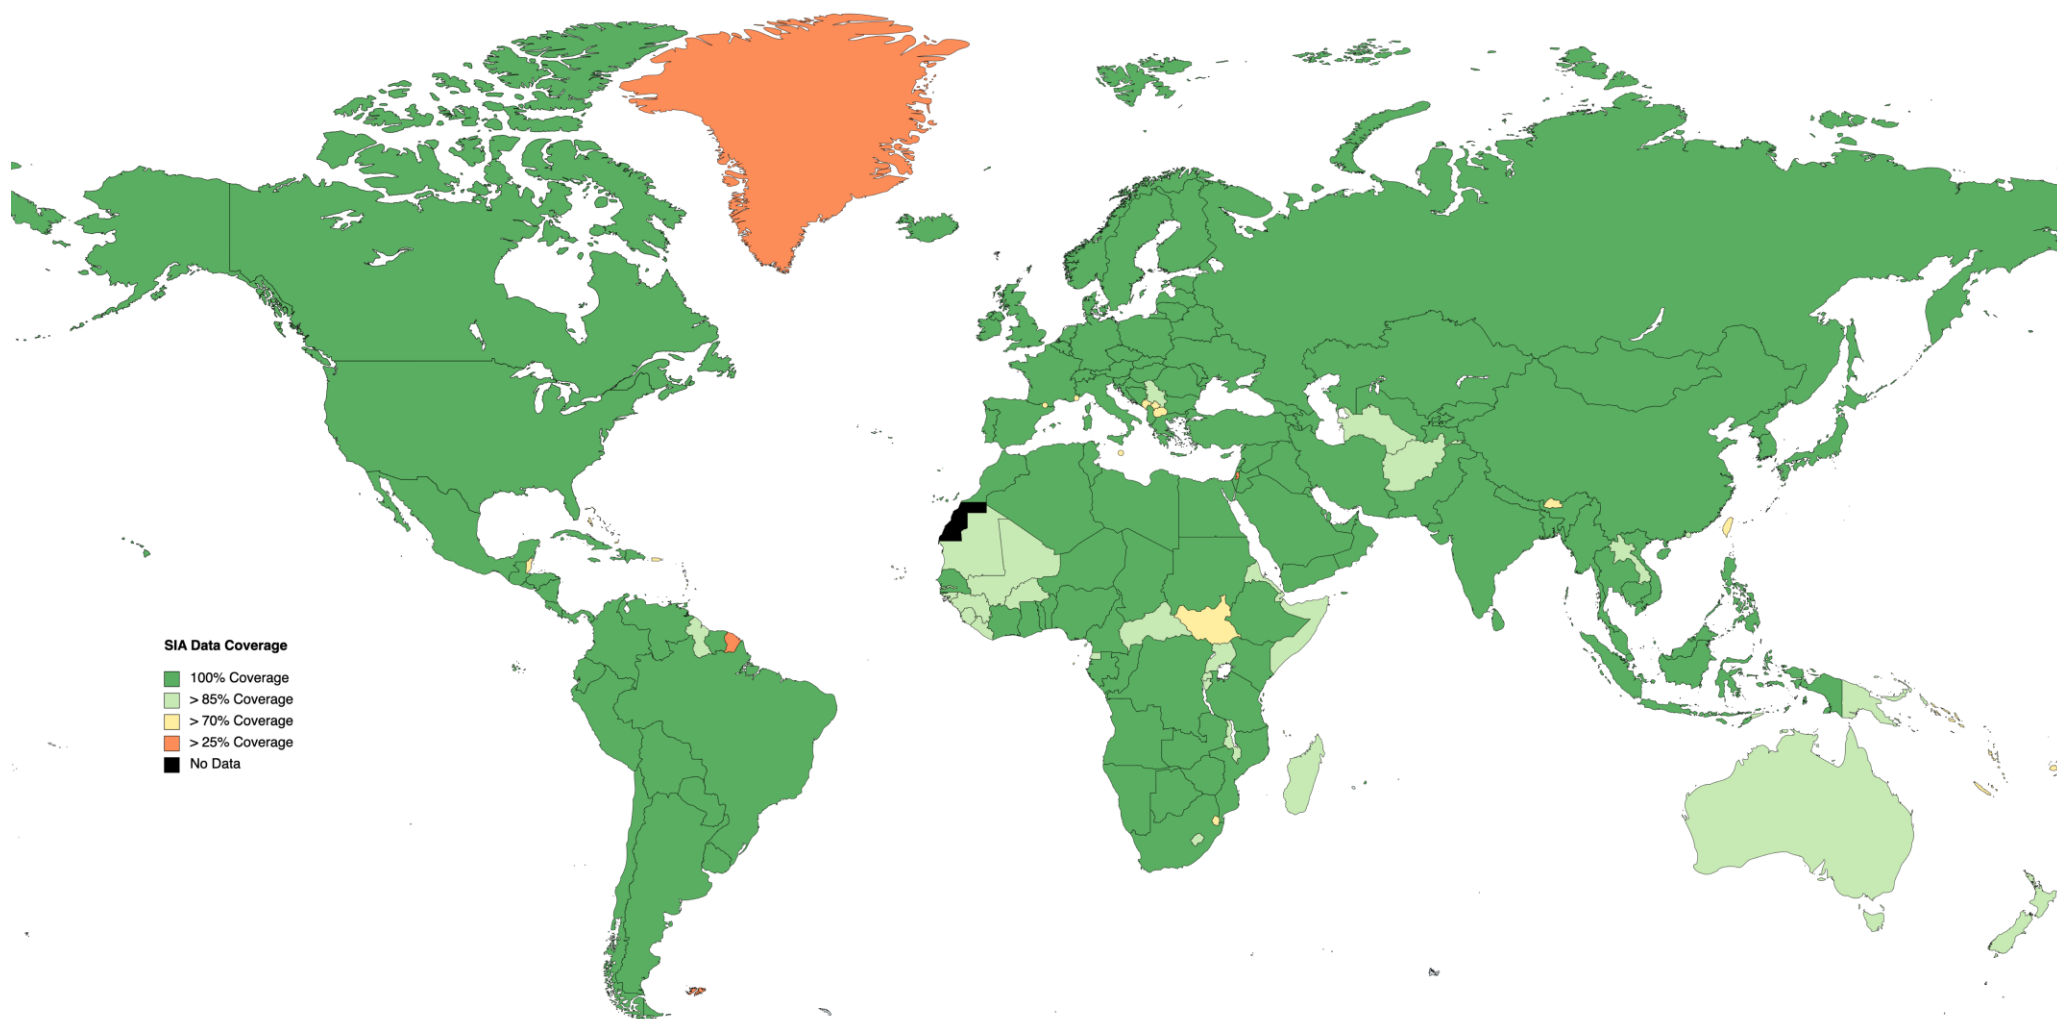 SIA Data Coverage
100% Coverage
> 85% Coverage
> 70% Coverage
> 25% Coverage
No Data